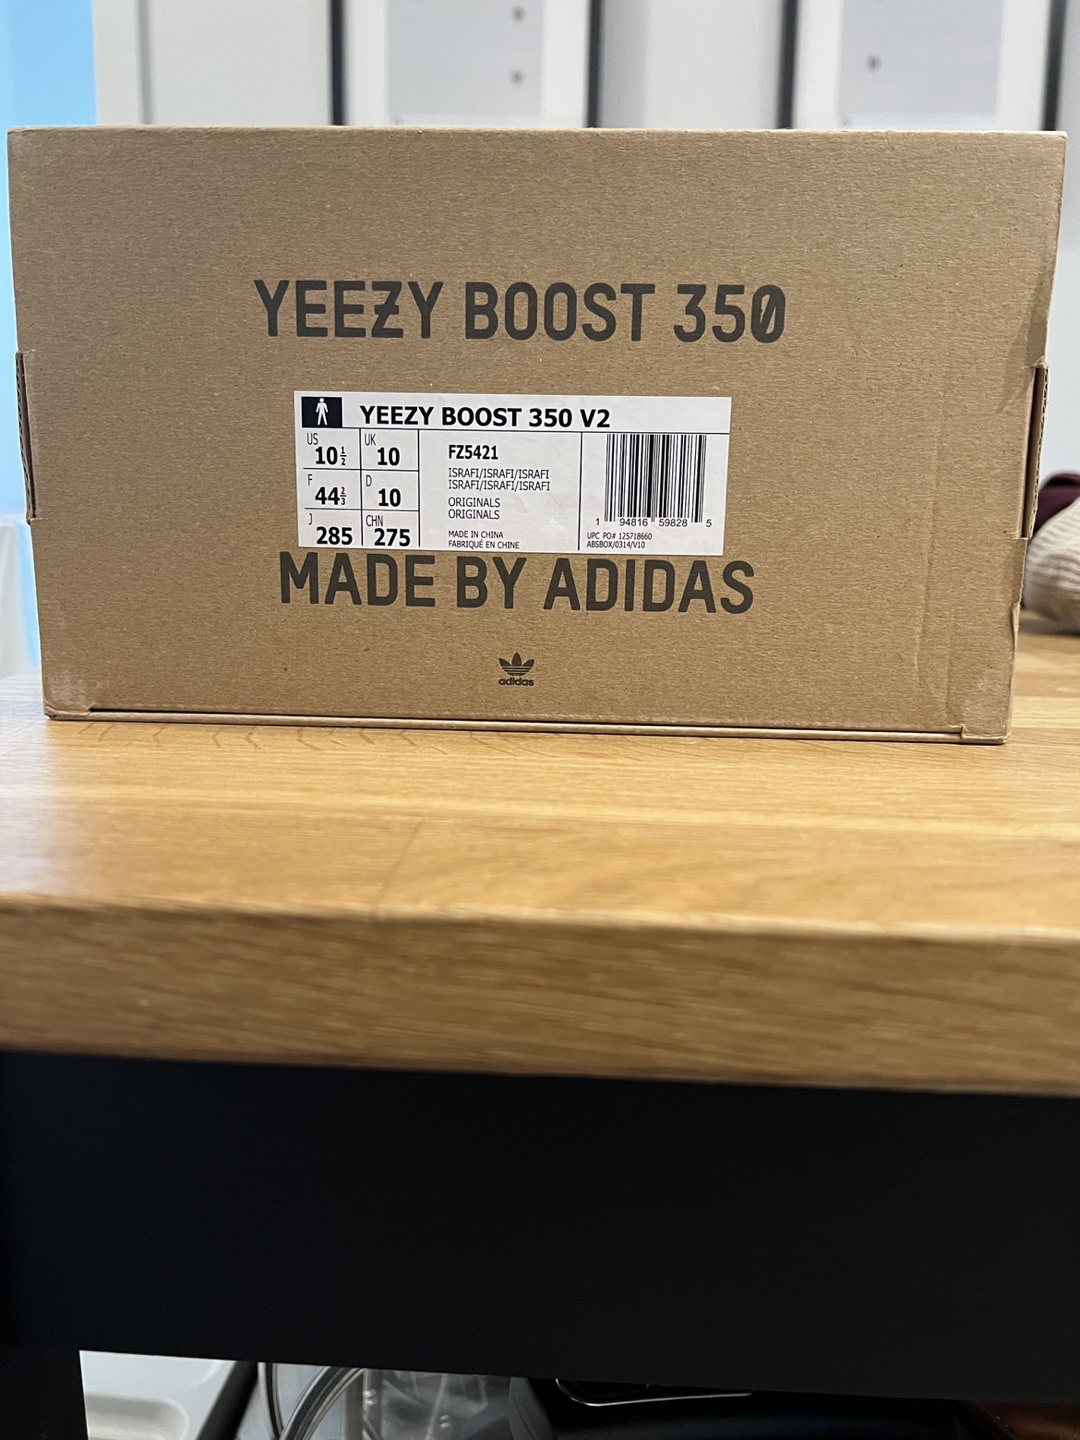 YEEZY BOOST 350
YEEZY BOOST 350 V2
US 10½ UK 10
F 44⅔ D 10
J 285 CHN 275
FZ5421
ISRAFI/ISRAFI/ISRAFI
ISRAFI/ISRAFI/ISRAFI
ORIGINALS
ORIGINALS
MADE IN CHINA
FABRIQUÉ EN CHINE
1 94816 59828 5
UPC PO# 125718660
ABSBOX/0314/V10
MADE BY ADIDAS
adidas